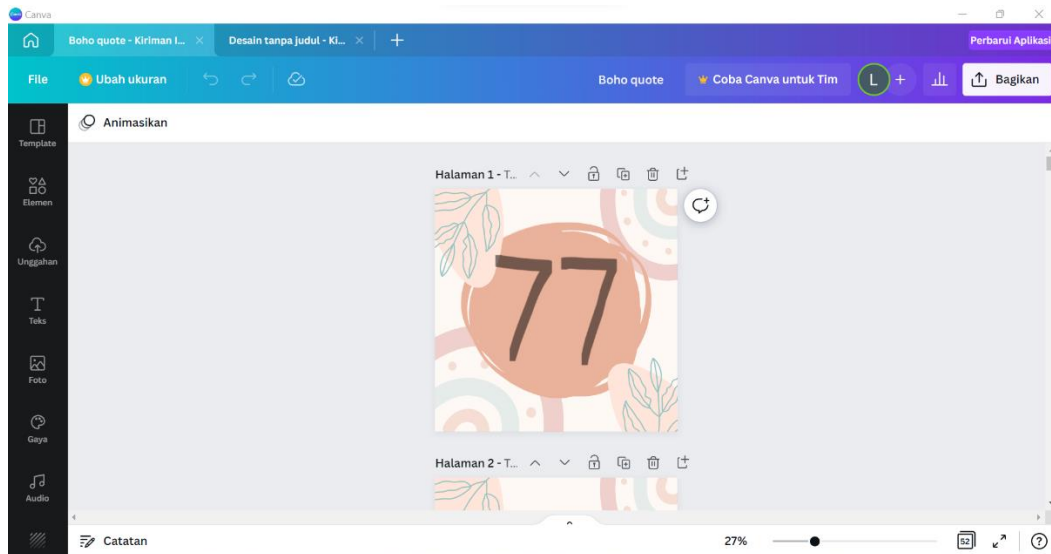 Canva
Boho quote - Kiriman I...
Desain tanpa judul - Ki...
Perbarui Aplikasi
File
Ubah ukuran
Boho quote
Coba Canva untuk Tim
L
Bagikan
Template
Animasikan
Elemen
Unggahan
Teks
Foto
Gaya
Audio
Halaman 1 - T...
77
Halaman 2 - T...
Catatan
27%
52